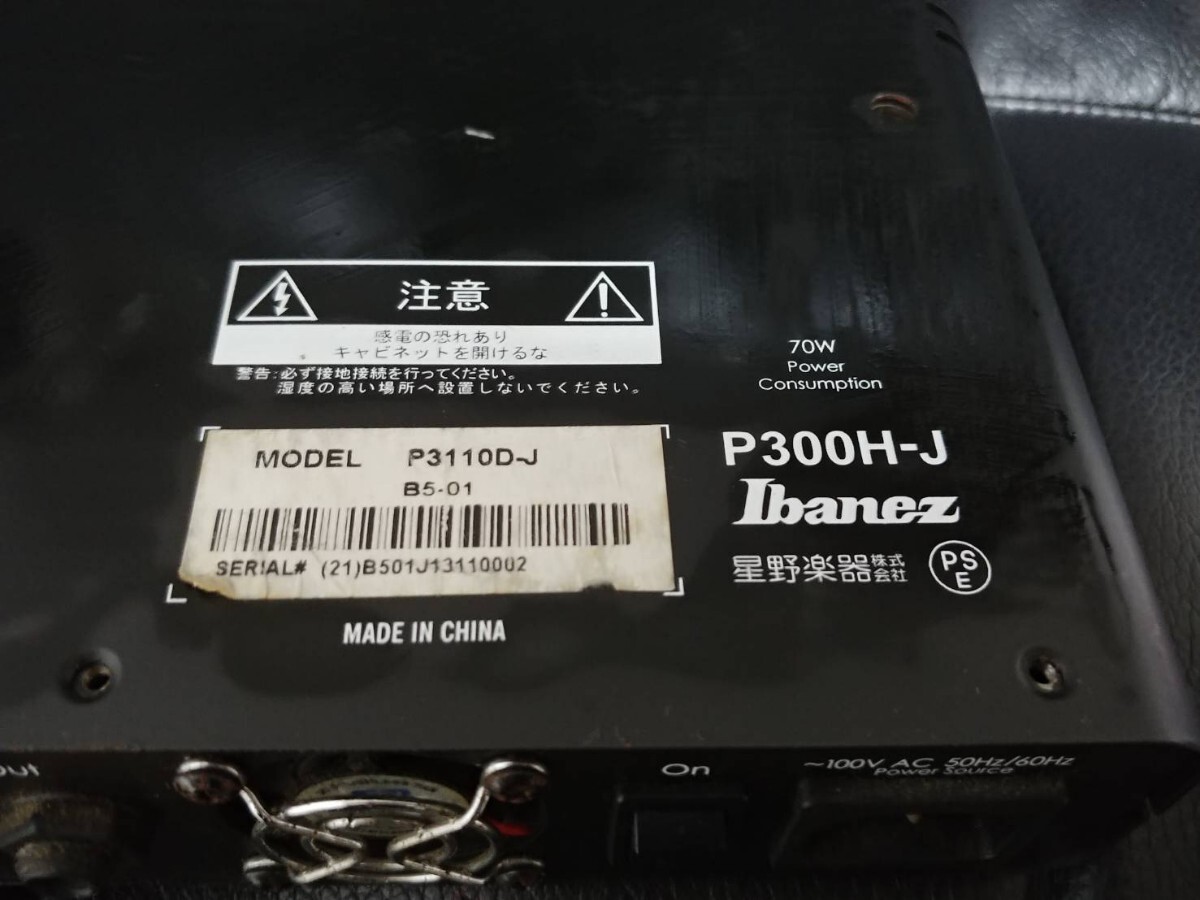 注意
感電の恐れあり
キャビネットを開けるな
警告:必ず接地接続を行ってください。
湿度の高い場所へ設置しないでください。
70W
Power
Consumption
MODEL P3110D-J
B5-01
SERIAL# (21)B501J13110002
P300H-J
Ibanez
星野楽器株式会社
PSE
MADE IN CHINA
On
~100V AC 50Hz/60Hz
Power Source